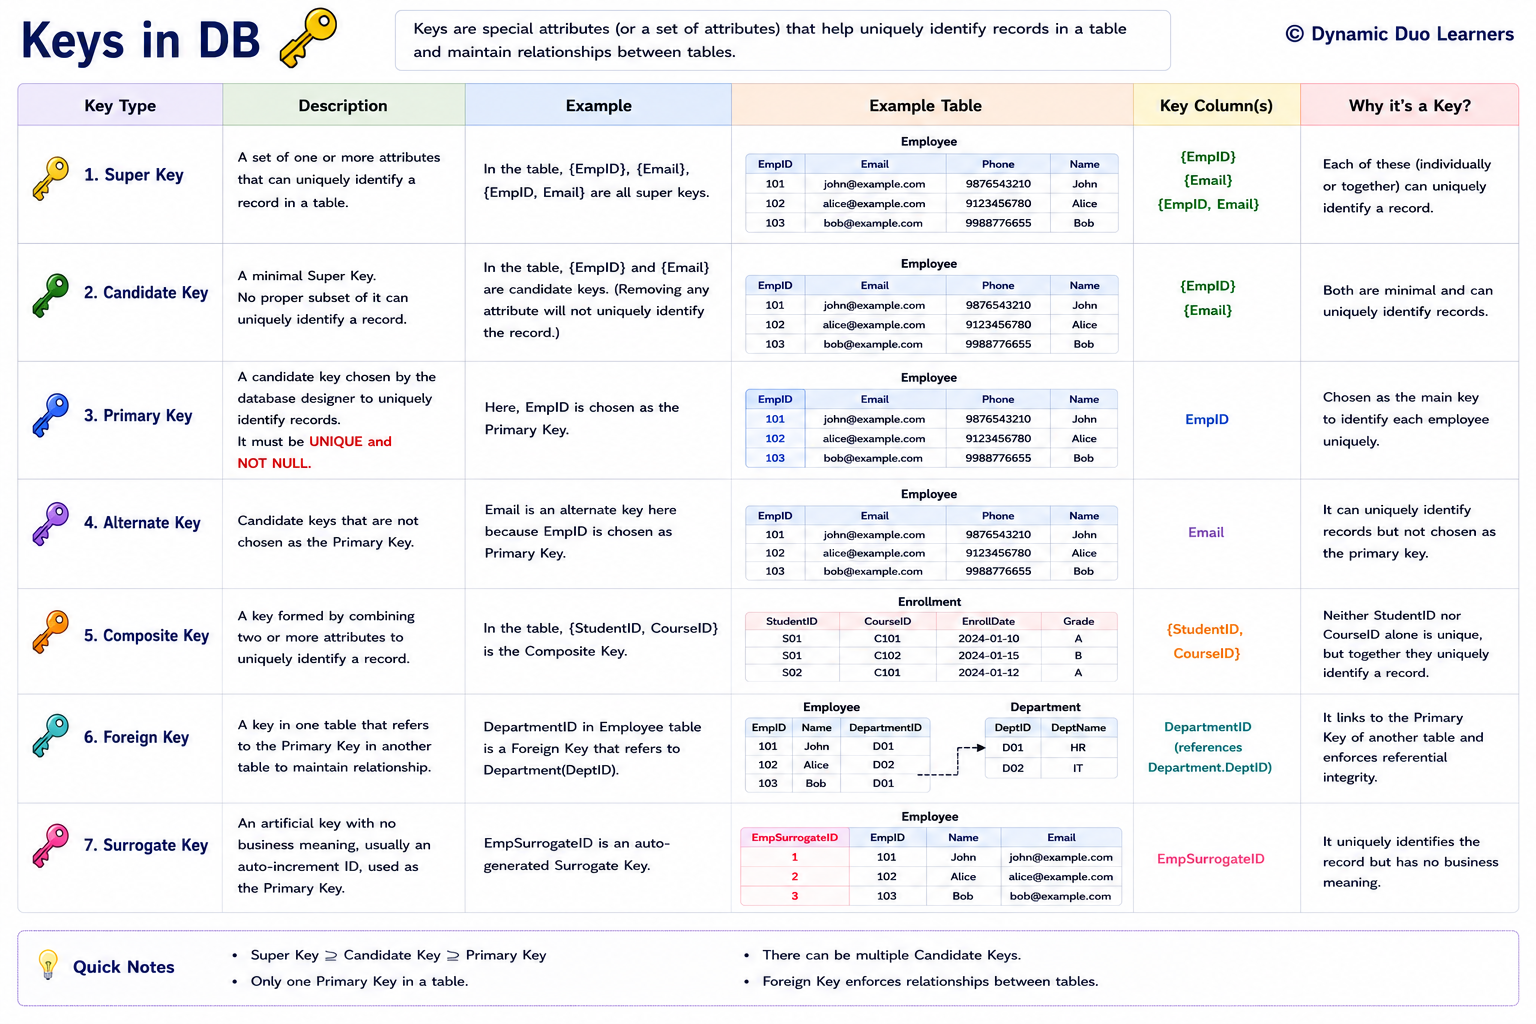 Keys in DB
Keys are special attributes (or a set of attributes) that help uniquely identify records in a table
and maintain relationships between tables.
© Dynamic Duo Learners
Key Type
Description
Example
Example Table
Key Column(s)
Why it's a Key?
1. Super Key
A set of one or more attributes
that can uniquely identify a
record in a table.
In the table, {EmpID}, {Email},
{EmpID, Email} are all super keys.
Employee
EmpID Email Phone Name
101 john@example.com 9876543210 John
102 alice@example.com 9123456780 Alice
103 bob@example.com 9988776655 Bob
{EmpID}
{Email}
{EmpID, Email}
Each of these (individually
or together) can uniquely
identify a record.
2. Candidate Key
A minimal Super Key.
No proper subset of it can
uniquely identify a record.
In the table, {EmpID} and {Email}
are candidate keys. (Removing any
attribute will not uniquely identify
the record.)
Employee
EmpID Email Phone Name
101 john@example.com 9876543210 John
102 alice@example.com 9123456780 Alice
103 bob@example.com 9988776655 Bob
{EmpID}
{Email}
Both are minimal and can
uniquely identify records.
3. Primary Key
A candidate key chosen by the
database designer to uniquely
identify records.
It must be UNIQUE and
NOT NULL.
Here, EmpID is chosen as the
Primary Key.
Employee
EmpID Email Phone Name
101 john@example.com 9876543210 John
102 alice@example.com 9123456780 Alice
103 bob@example.com 9988776655 Bob
EmpID
Chosen as the main key
to identify each employee
uniquely.
4. Alternate Key
Candidate keys that are not
chosen as the Primary Key.
Email is an alternate key here
because EmpID is chosen as
Primary Key.
Employee
EmpID Email Phone Name
101 john@example.com 9876543210 John
102 alice@example.com 9123456780 Alice
103 bob@example.com 9988776655 Bob
Email
It can uniquely identify
records but not chosen as
the primary key.
5. Composite Key
A key formed by combining
two or more attributes to
uniquely identify a record.
In the table, {StudentID, CourseID}
is the Composite Key.
Enrollment
StudentID CourseID EnrollDate Grade
S01 C101 2024-01-10 A
S01 C102 2024-01-15 B
S02 C101 2024-01-12 A
{StudentID,
CourseID}
Neither StudentID nor
CourseID alone is unique,
but together they uniquely
identify a record.
6. Foreign Key
A key in one table that refers
to the Primary Key in another
table to maintain relationship.
DepartmentID in Employee table
is a Foreign Key that refers to
Department(DeptID).
Employee
EmpID Name DepartmentID
101 John D01
102 Alice D02
103 Bob D01
Department
DeptID DeptName
D01 HR
D02 IT
DepartmentID
(references
Department.DeptID)
It links to the Primary
Key of another table and
enforces referential
integrity.
7. Surrogate Key
An artificial key with no
business meaning, usually an
auto-increment ID, used as
the Primary Key.
EmpSurrogateID is an auto-
generated Surrogate Key.
Employee
EmpSurrogateID EmpID Name Email
1 101 John john@example.com
2 102 Alice alice@example.com
3 103 Bob bob@example.com
EmpSurrogateID
It uniquely identifies the
record but has no business
meaning.
Quick Notes
• Super Key ⊇ Candidate Key ⊇ Primary Key
• Only one Primary Key in a table.
• There can be multiple Candidate Keys.
• Foreign Key enforces relationships between tables.